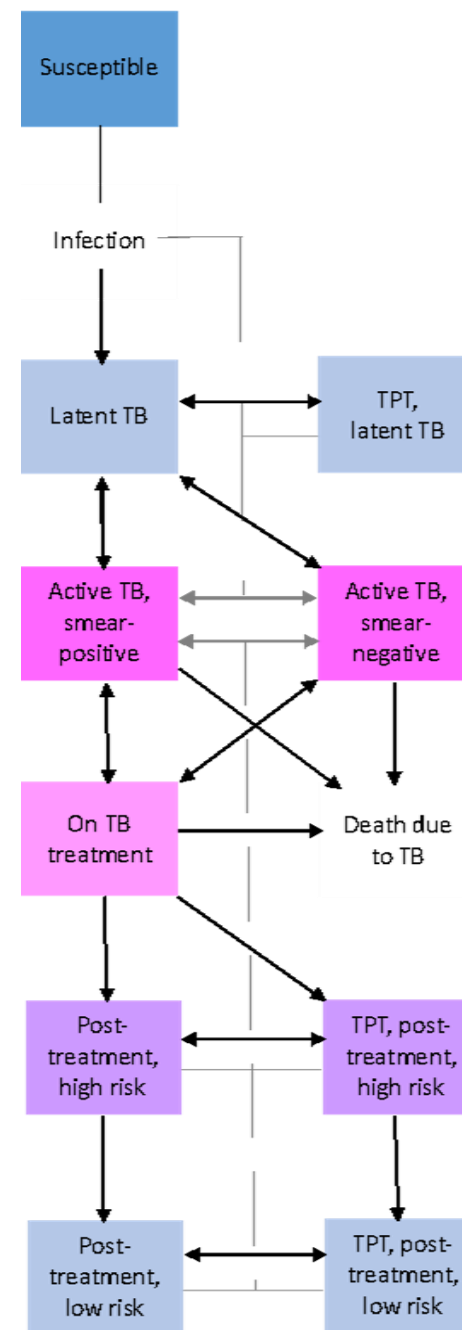 Susceptible
Infection
Latent TB
TPT,
latent TB
Active TB,
smear-
positive
Active TB,
smear-
negative
On TB
treatment
Death due
to TB
Post-
treatment,
high risk
TPT, post-
treatment,
high risk
Post-
treatment,
low risk
TPT, post-
treatment,
low risk